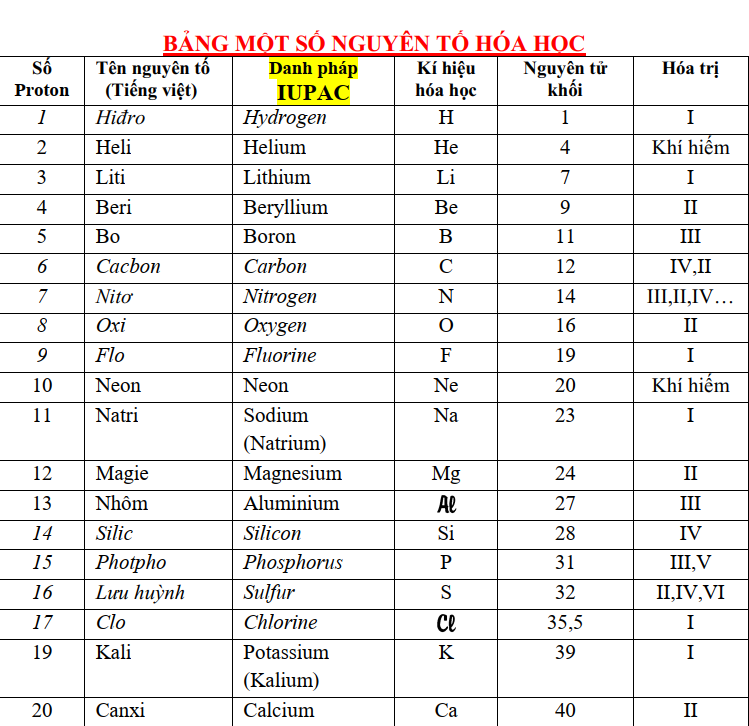 BẢNG MỘT SỐ NGUYÊN TỐ HÓA HỌC
Số Proton | Tên nguyên tố (Tiếng việt) | Danh pháp IUPAC | Kí hiệu hóa học | Nguyên tử khối | Hóa trị
1 | Hiđro | Hydrogen | H | 1 | I
2 | Heli | Helium | He | 4 | Khí hiếm
3 | Liti | Lithium | Li | 7 | I
4 | Beri | Beryllium | Be | 9 | II
5 | Bo | Boron | B | 11 | III
6 | Cacbon | Carbon | C | 12 | IV,II
7 | Nitơ | Nitrogen | N | 14 | III,II,IV…
8 | Oxi | Oxygen | O | 16 | II
9 | Flo | Fluorine | F | 19 | I
10 | Neon | Neon | Ne | 20 | Khí hiếm
11 | Natri | Sodium (Natrium) | Na | 23 | I
12 | Magie | Magnesium | Mg | 24 | II
13 | Nhôm | Aluminium | Al | 27 | III
14 | Silic | Silicon | Si | 28 | IV
15 | Photpho | Phosphorus | P | 31 | III,V
16 | Lưu huỳnh | Sulfur | S | 32 | II,IV,VI
17 | Clo | Chlorine | Cl | 35,5 | I
19 | Kali | Potassium (Kalium) | K | 39 | I
20 | Canxi | Calcium | Ca | 40 | II